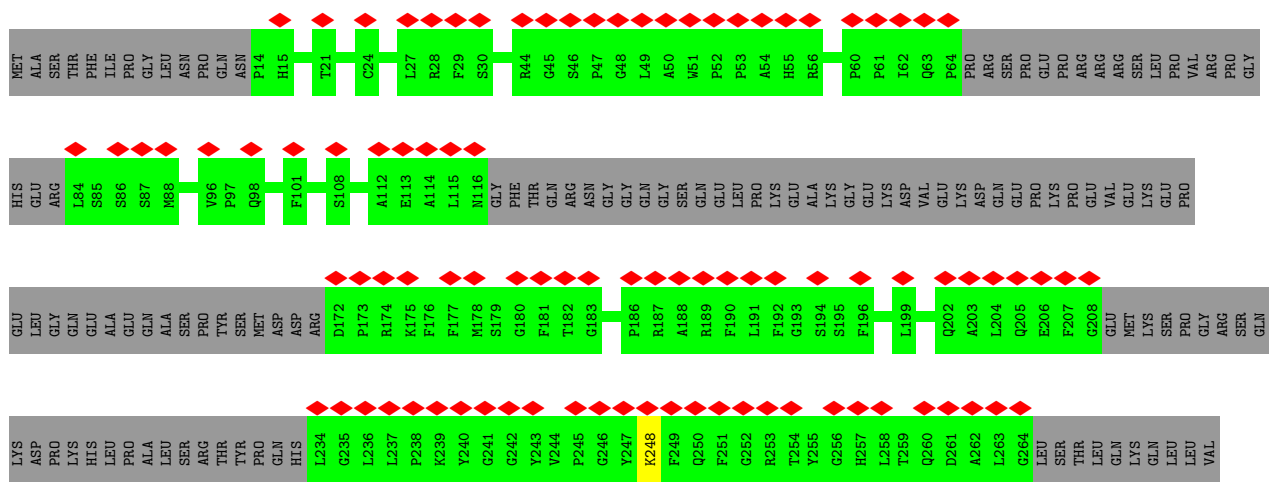 MET ALA SER THR PHE ILE PRO GLY LEU ASN PRO GLN ASN P14 H15 T21 C24 L27 R28 F29 S30 R44 G45 S46 P47 G48 L49 A50 W51 P52 P53 A54 H55 R56 P60 P61 I62 Q63 P64 PRO ARG SER PRO GLU PRO ARG ARG ARG SER LEU PRO VAL ARG PRO GLY
HIS GLU ARG L84 S85 S86 S87 M88 V96 P97 Q98 F101 S108 A112 E113 A114 L115 N116 GLY PHE THR GLN ARG ASN GLY GLY GLN GLY SER GLN GLU LEU PRO LYS GLU ALA LYS GLY GLU LYS ASP VAL GLU LYS ASP GLN GLU PRO LYS PRO GLU VAL GLU LYS GLU PRO
GLU LEU GLY GLN GLU ALA GLU GLN ALA SER PRO TYR SER MET ASP ASP ARG D172 P173 R174 K175 F176 F177 M178 S179 G180 F181 T182 G183 P186 R187 A188 R189 F190 L191 F192 G193 S194 S195 F196 L199 Q202 A203 L204 Q205 E206 F207 G208 GLU MET LYS SER PRO GLY ARG SER GLN
LYS ASP PRO LYS HIS LEU PRO ALA LEU SER ARG THR TYR PRO GLN HIS L234 G235 L236 L237 P238 K239 Y240 G241 G242 Y243 V244 P245 G246 Y247 K248 F249 Q250 F251 G252 R253 T254 Y255 G256 H257 L258 T259 Q260 D261 A262 L263 G264 LEU SER THR LEU GLN LYS GLN LEU LEU VAL